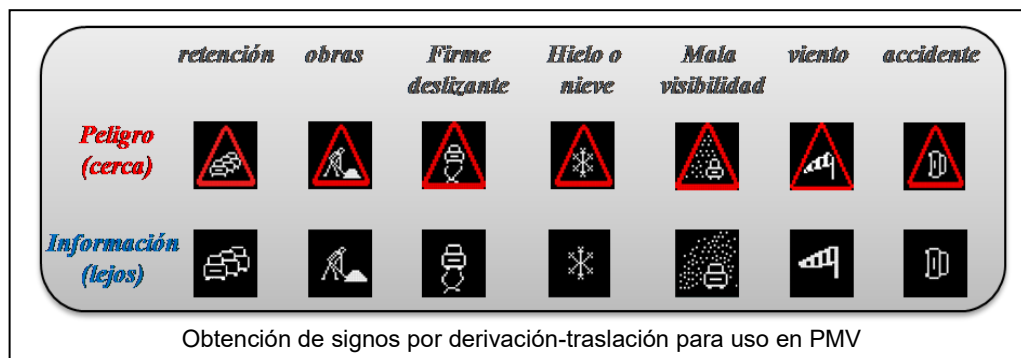 retención obras Firme deslizante Hielo o nieve Mala visibilidad viento accidente
Peligro
(cerca)
Información
(lejos)
Obtención de signos por derivación-traslación para uso en PMV